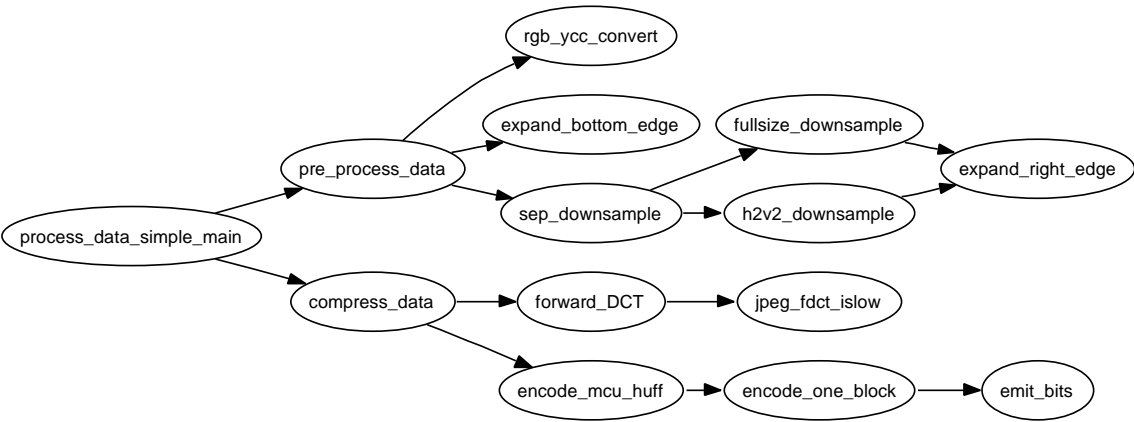 rgb_ycc_convert
expand_bottom_edge
fullsize_downsample
pre_process_data
expand_right_edge
sep_downsample
h2v2_downsample
process_data_simple_main
compress_data
forward_DCT
jpeg_fdct_islow
encode_mcu_huff
encode_one_block
emit_bits